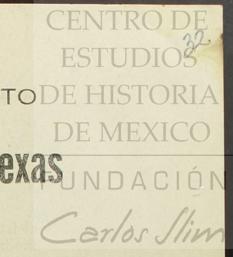 CENTRO DE
32
ESTUDIOS
TO DE HISTORIA
DE MEXICO
exas
FUNDACIÓN
Carlos Slim